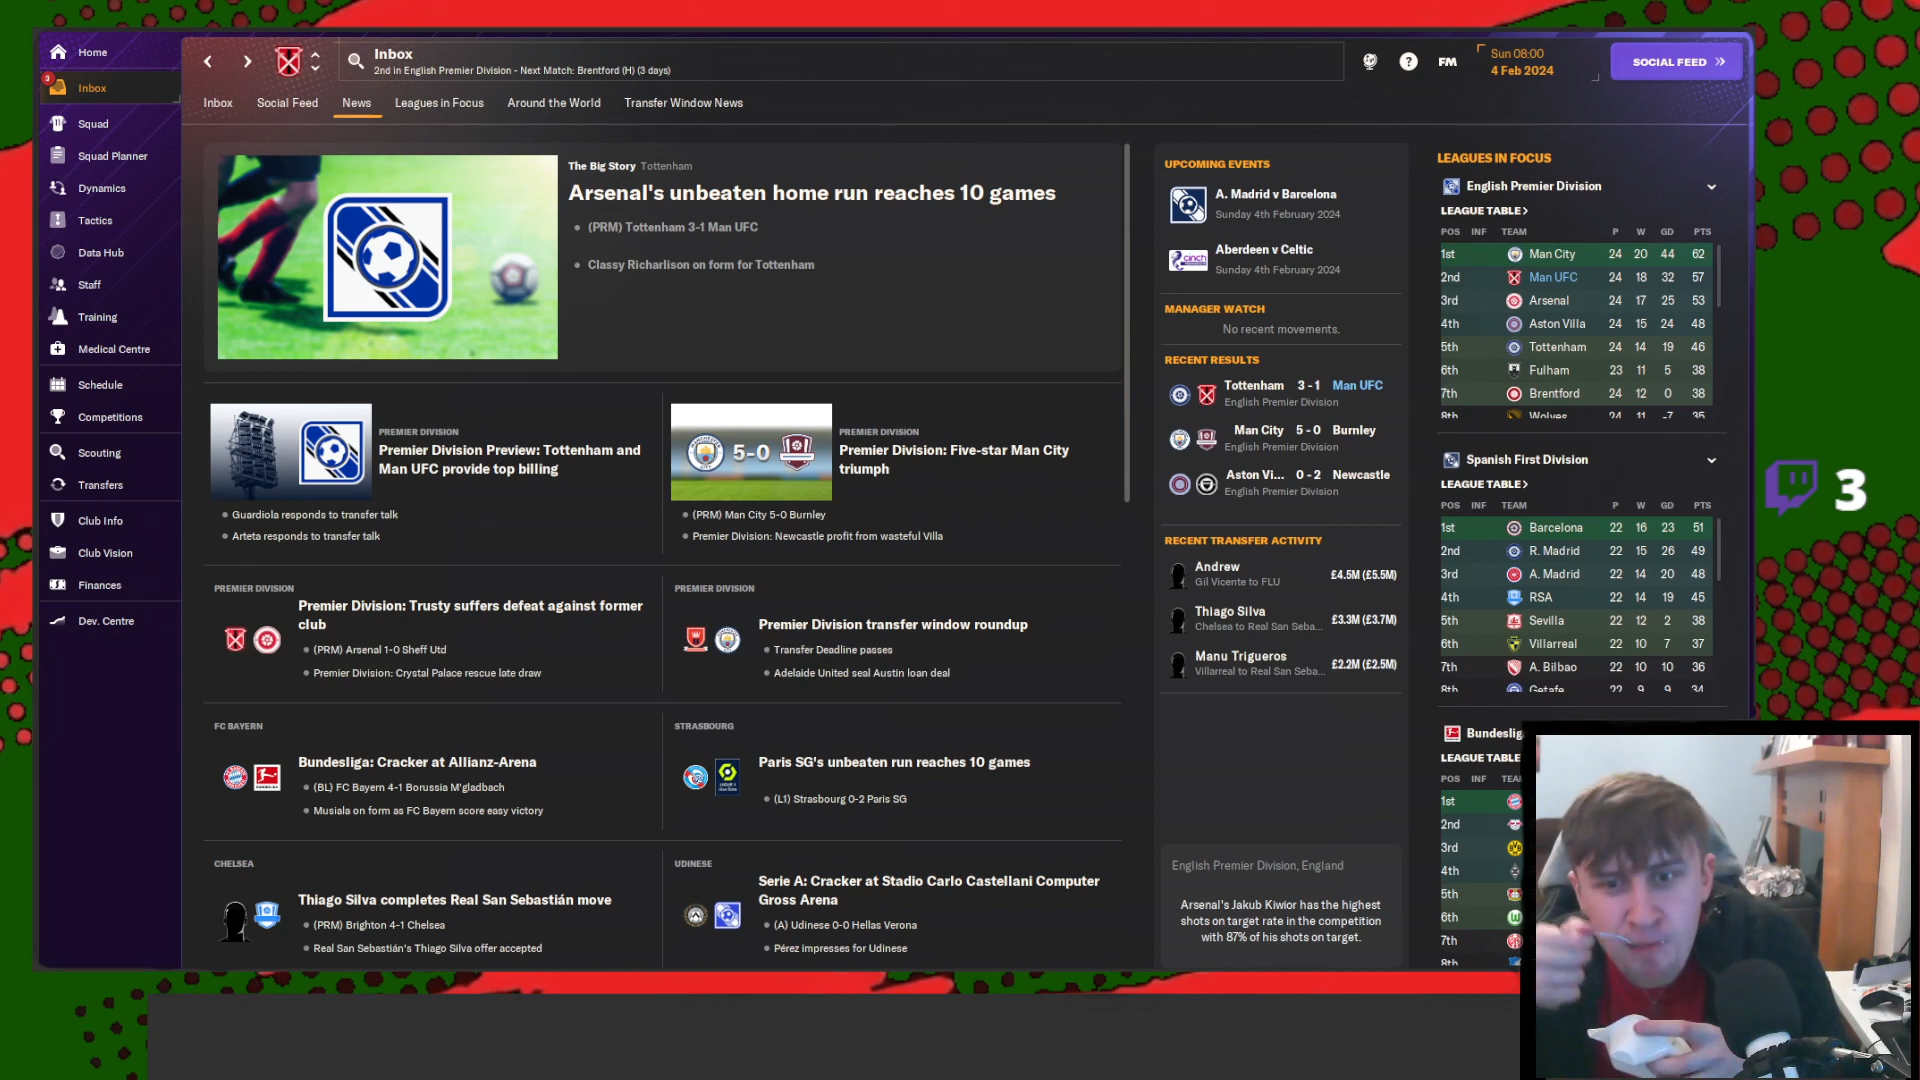 Home
3
Inbox
Squad
Squad Planner
Dynamics
Tactics
Data Hub
Staff
Training
Medical Centre
Schedule
Competitions
Scouting
Transfers
Club Info
Club Vision
Finances
Dev. Centre
Inbox
2nd in English Premier Division - Next Match: Brentford (H) (3 days)
?
FM
Sun 08:00
4 Feb 2024
SOCIAL FEED
Inbox Social Feed News Leagues in Focus Around the World Transfer Window News
The Big Story Tottenham
Arsenal's unbeaten home run reaches 10 games
(PRM) Tottenham 3-1 Man UFC
Classy Richarlison on form for Tottenham
PREMIER DIVISION
Premier Division Preview: Tottenham and
Man UFC provide top billing
Guardiola responds to transfer talk
Arteta responds to transfer talk
5-0
PREMIER DIVISION
Premier Division: Five-star Man City
triumph
(PRM) Man City 5-0 Burnley
Premier Division: Newcastle profit from wasteful Villa
PREMIER DIVISION
Premier Division: Trusty suffers defeat against former
club
(PRM) Arsenal 1-0 Sheff Utd
Premier Division: Crystal Palace rescue late draw
PREMIER DIVISION
Premier Division transfer window roundup
Transfer Deadline passes
Adelaide United seal Austin loan deal
FC BAYERN
Bundesliga: Cracker at Allianz-Arena
(BL) FC Bayern 4-1 Borussia M'gladbach
Musiala on form as FC Bayern score easy victory
STRASBOURG
Paris SG's unbeaten run reaches 10 games
(L1) Strasbourg 0-2 Paris SG
CHELSEA
Thiago Silva completes Real San Sebastián move
(PRM) Brighton 4-1 Chelsea
Real San Sebastián's Thiago Silva offer accepted
UDINESE
Serie A: Cracker at Stadio Carlo Castellani Computer
Gross Arena
(A) Udinese 0-0 Hellas Verona
Pérez impresses for Udinese
UPCOMING EVENTS
A. Madrid v Barcelona
Sunday 4th February 2024
cinch
Aberdeen v Celtic
Sunday 4th February 2024
MANAGER WATCH
No recent movements.
RECENT RESULTS
Tottenham 3 - 1 Man UFC
English Premier Division
Man City 5 - 0 Burnley
English Premier Division
Aston Vi... 0 - 2 Newcastle
English Premier Division
RECENT TRANSFER ACTIVITY
Andrew
Gil Vicente to FLU
£4.5M (£5.5M)
Thiago Silva
Chelsea to Real San Seba...
£3.3M (£3.7M)
Manu Trigueros
Villarreal to Real San Seba...
£2.2M (£2.5M)
English Premier Division, England
Arsenal's Jakub Kiwior has the highest
shots on target rate in the competition
with 87% of his shots on target.
LEAGUES IN FOCUS
English Premier Division
LEAGUE TABLE
POS INF TEAM P W GD PTS
1st Man City 24 20 44 62
2nd Man UFC 24 18 32 57
3rd Arsenal 24 17 25 53
4th Aston Villa 24 15 24 48
5th Tottenham 24 14 19 46
6th Fulham 23 11 5 38
7th Brentford 24 12 0 38
8th Wolves 24 11 -7 35
Spanish First Division
LEAGUE TABLE
POS INF TEAM P W GD PTS
1st Barcelona 22 16 23 51
2nd R. Madrid 22 15 26 49
3rd A. Madrid 22 14 20 48
4th RSA 22 14 19 45
5th Sevilla 22 12 2 38
6th Villarreal 22 10 7 37
7th A. Bilbao 22 10 10 36
8th Getafe 22 9 9 34
Bundeslig
LEAGUE TABLE
POS INF TEA
1st
2nd
3rd
4th
5th
6th
7th
8th
3